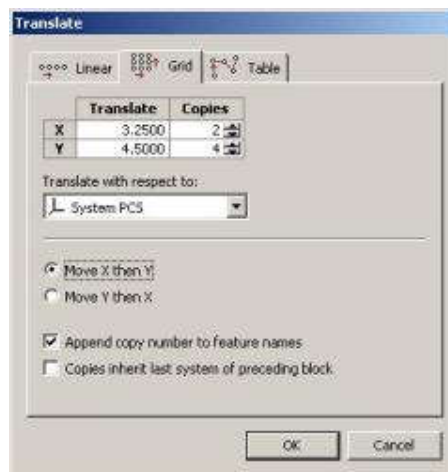 Translate
Linear Grid Table
Translate Copies
X 3.2500 2
Y 4.5000 4
Translate with respect to:
System PCS
Move X then Y
Move Y then X
Append copy number to feature names
Copies inherit last system of preceding block
OK Cancel